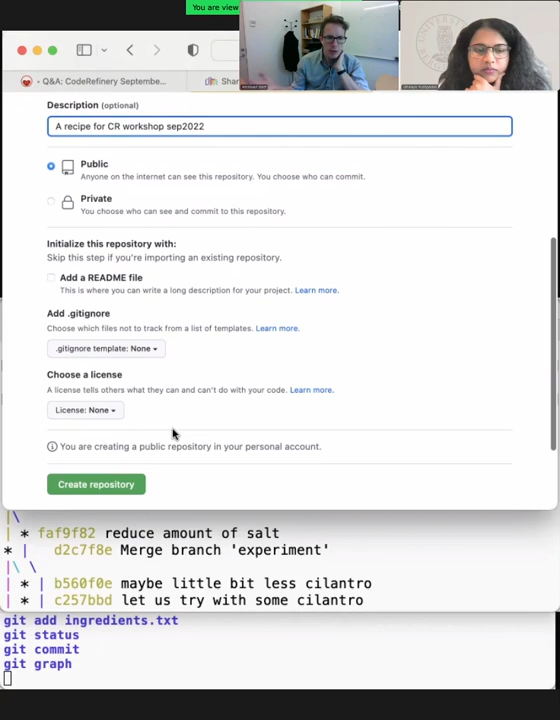 You are view
Q&A: CodeRefinery Septembe...
Shar
Description (optional)
A recipe for CR workshop sep2022
Public
Anyone on the internet can see this repository. You choose who can commit.
Private
You choose who can see and commit to this repository.
Initialize this repository with:
Skip this step if you're importing an existing repository.
Add a README file
This is where you can write a long description for your project. Learn more.
Add .gitignore
Choose which files not to track from a list of templates. Learn more.
.gitignore template: None
Choose a license
A license tells others what they can and can't do with your code. Learn more.
License: None
You are creating a public repository in your personal account.
Create repository
|\
| * faf9f82 reduce amount of salt
* | d2c7f8e Merge branch 'experiment'
|\ \
| * | b560f0e maybe little bit less cilantro
| * | c257bbd let us try with some cilantro
git add ingredients.txt
git status
git commit
git graph